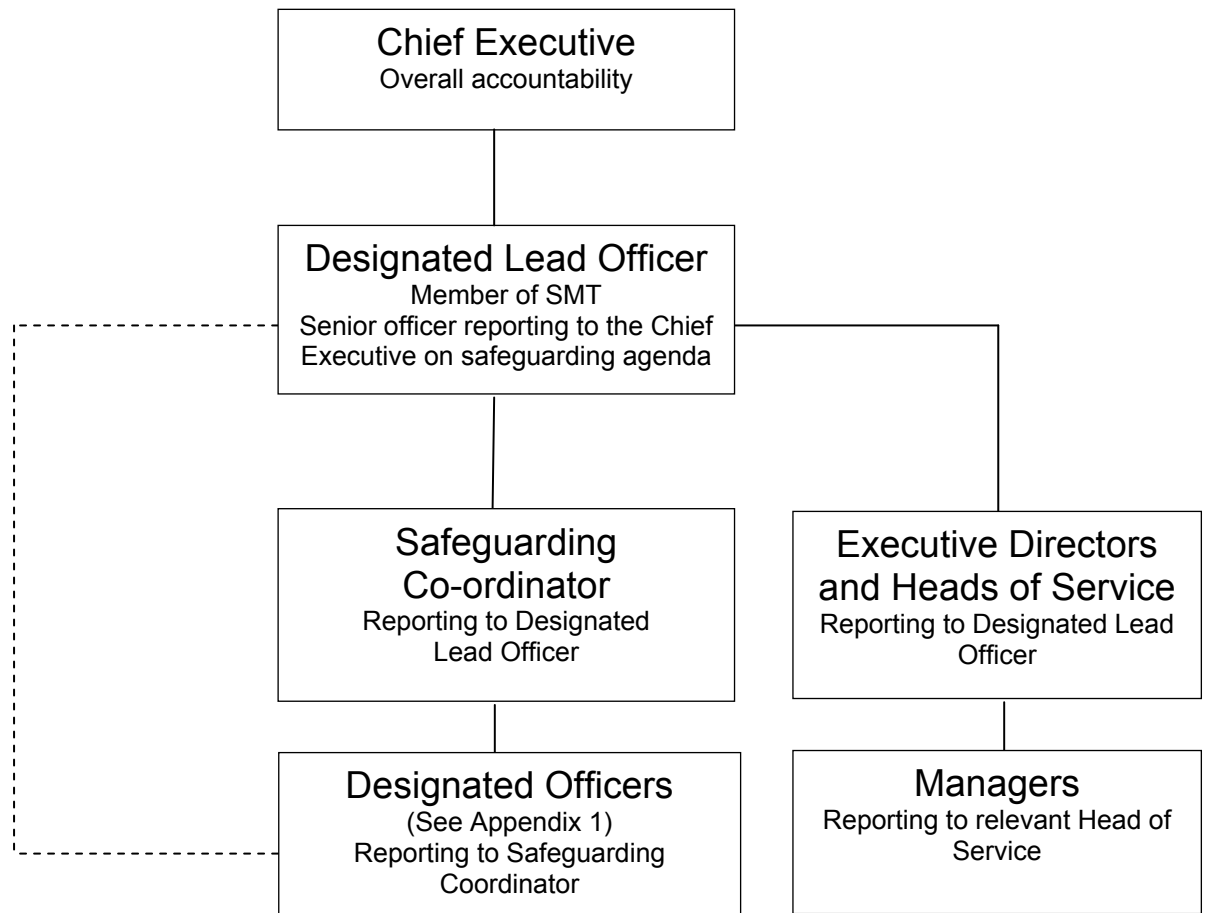 Chief Executive
Overall accountability
Designated Lead Officer
Member of SMT
Senior officer reporting to the Chief
Executive on safeguarding agenda
Safeguarding
Co-ordinator
Reporting to Designated
Lead Officer
Executive Directors
and Heads of Service
Reporting to Designated Lead
Officer
Designated Officers
(See Appendix 1)
Reporting to Safeguarding
Coordinator
Managers
Reporting to relevant Head of
Service